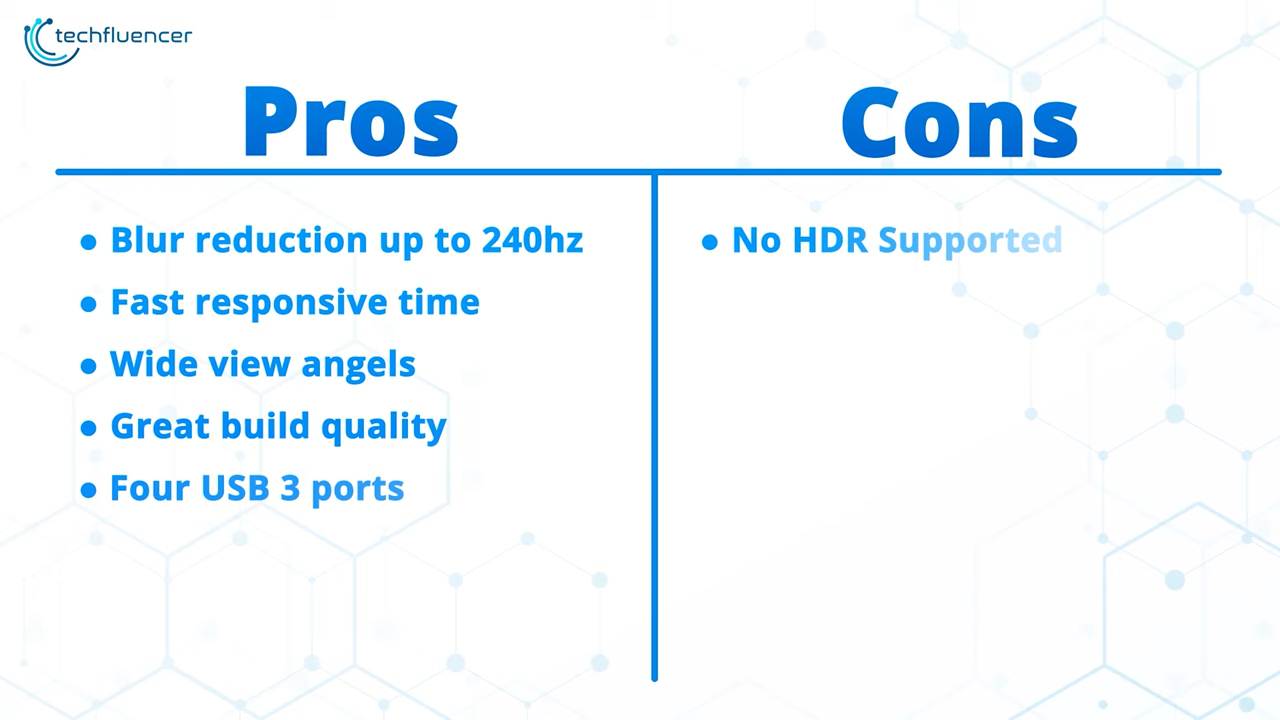 techfluencer
Pros
Cons
● Blur reduction up to 240hz
● Fast responsive time
● Wide view angels
● Great build quality
● Four USB 3 ports
● No HDR Supported